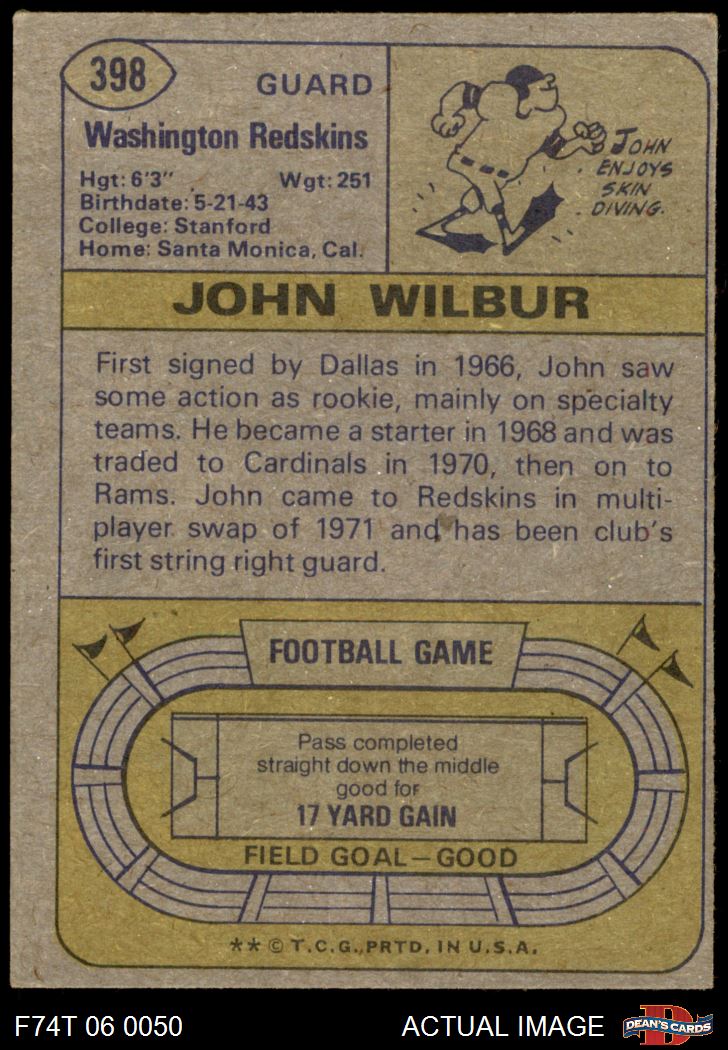 398
GUARD
Washington Redskins
Hgt: 6'3" Wgt: 251
Birthdate: 5-21-43
College: Stanford
Home: Santa Monica, Cal.
JOHN
ENJOYS
SKIN
DIVING.
JOHN WILBUR
First signed by Dallas in 1966, John saw
some action as rookie, mainly on specialty
teams. He became a starter in 1968 and was
traded to Cardinals in 1970, then on to
Rams. John came to Redskins in multi-
player swap of 1971 and has been club's
first string right guard.
FOOTBALL GAME
Pass completed
straight down the middle
good for
17 YARD GAIN
FIELD GOAL—GOOD
** © T.C.G. PRTD. IN U.S.A.
F74T 06 0050 ACTUAL IMAGE
D
DEAN'S CARDS